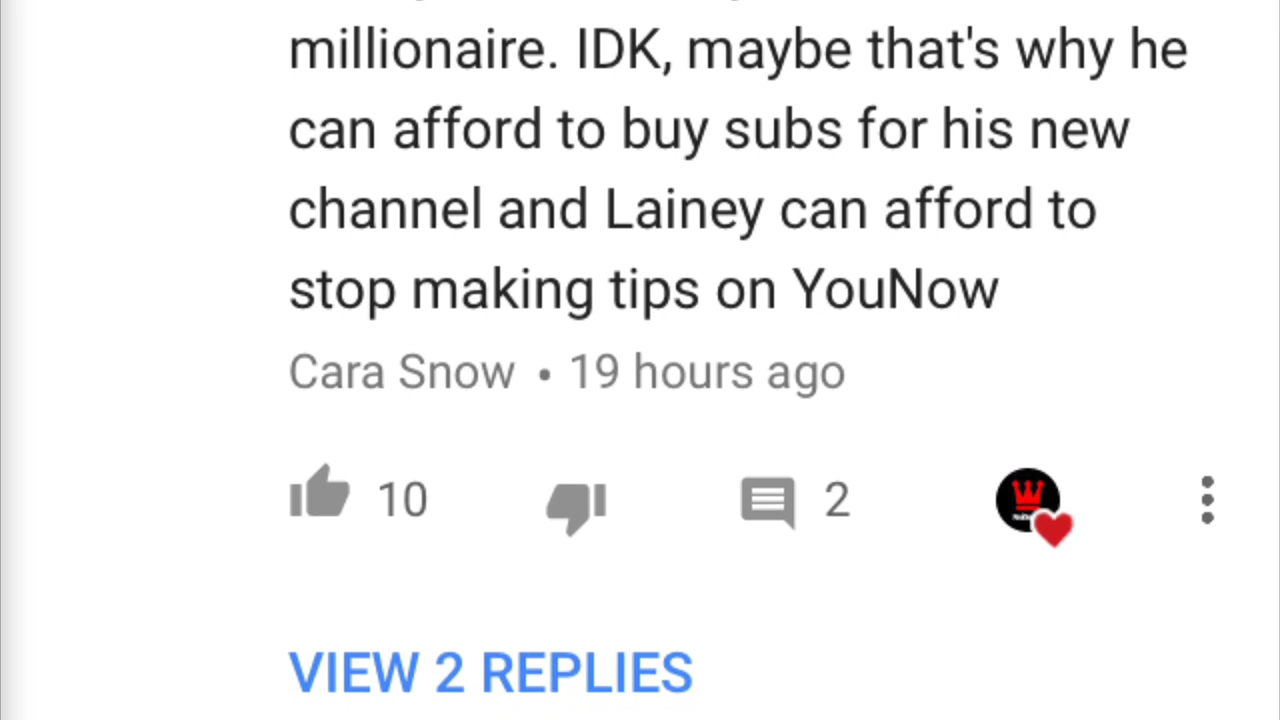 millionaire. IDK, maybe that's why he
can afford to buy subs for his new
channel and Lainey can afford to
stop making tips on YouNow
Cara Snow • 19 hours ago
10 2
VIEW 2 REPLIES